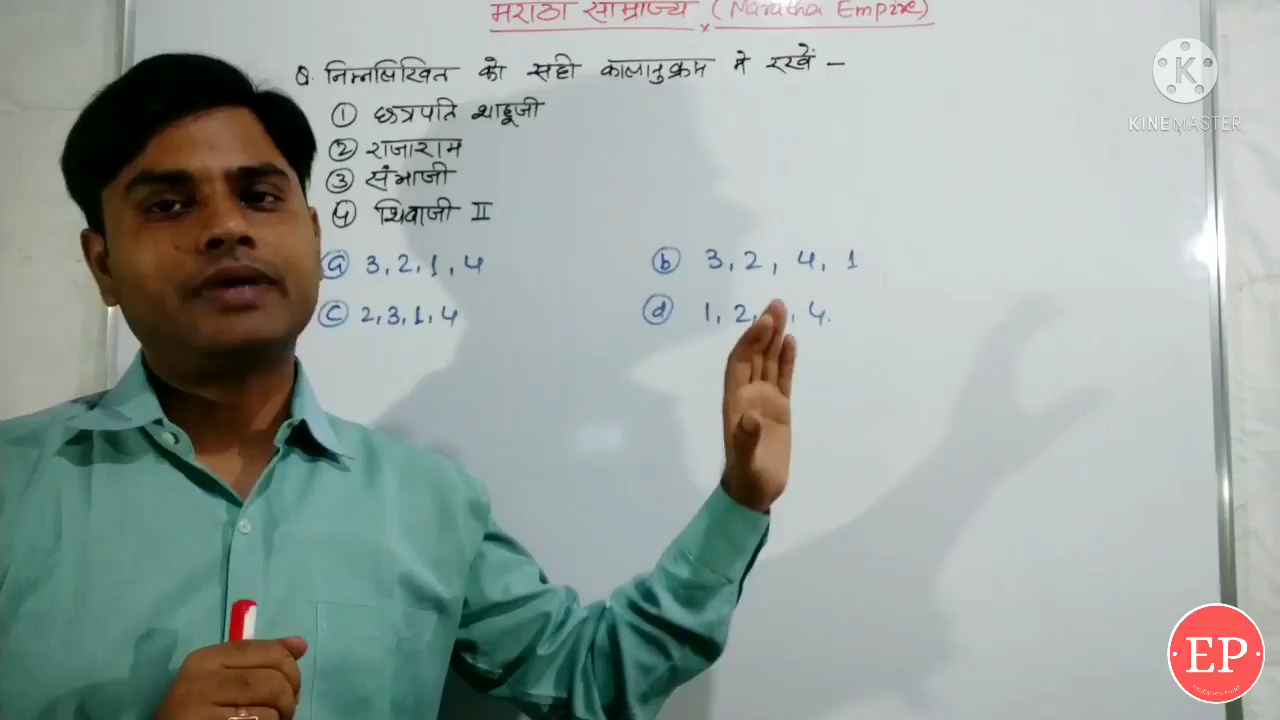 मराठा साम्राज्य (Maratha Empire)
Q. निम्नलिखित को सही कालानुक्रम मे रखें –
① छत्रपति शाहूजी
② राजाराम
③ संभाजी
④ शिवाजी II
ⓐ 3, 2, 1, 4
ⓑ 3, 2, 4, 1
ⓒ 2, 3, 1, 4
ⓓ 1, 2, , 4.
KINEMASTER
EP